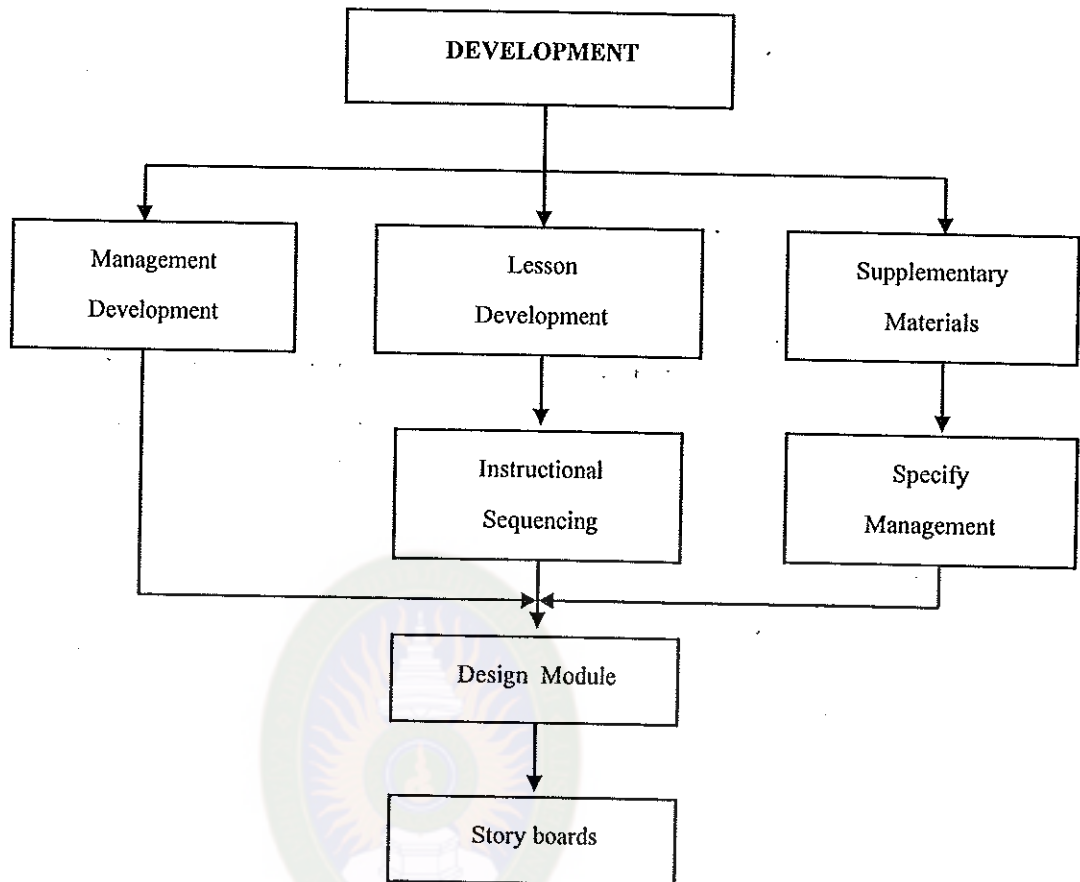 DEVELOPMENT
Management
Development
Lesson
Development
Supplementary
Materials
Instructional
Sequencing
Specify
Management
Design Module
Story boards